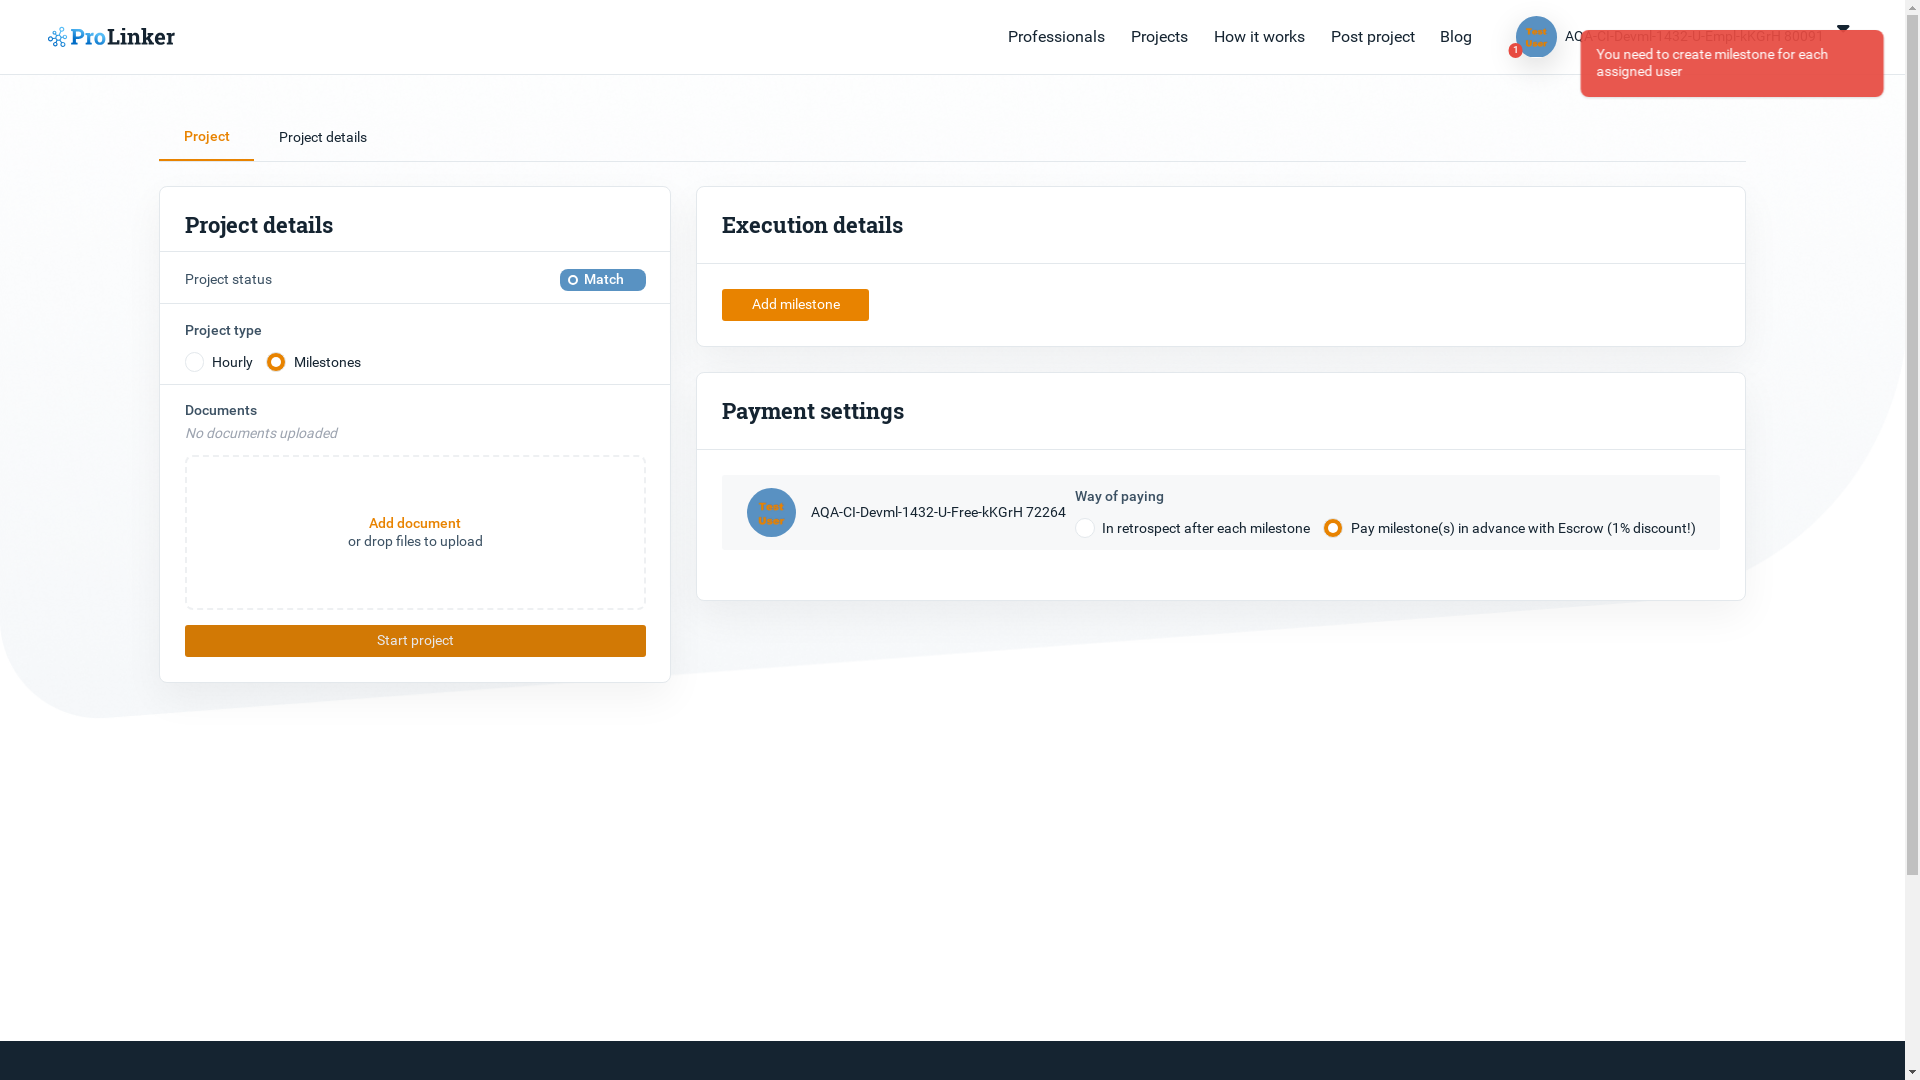 ProLinker
Professionals
Projects
How it works
Post project
Blog
Test
User
1
AQA-CI-Devml-1432-U-Empl-kKGrH 80091
You need to create milestone for each
assigned user
Project
Project details
Project details
Project status
Match
Project type
Hourly
Milestones
Documents
No documents uploaded
Add document
or drop files to upload
Start project
Execution details
Add milestone
Payment settings
Test
User
AQA-CI-Devml-1432-U-Free-kKGrH 72264
Way of paying
In retrospect after each milestone
Pay milestone(s) in advance with Escrow (1% discount!)